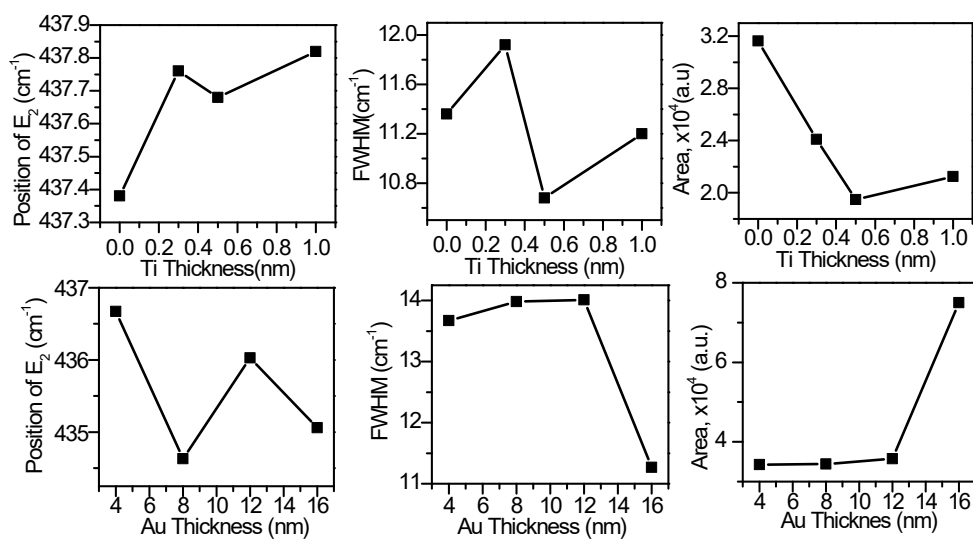 Position of E2 (cm-1)
437.9
437.8
437.7
437.6
437.5
437.4
437.3
0.0 0.2 0.4 0.6 0.8 1.0
Ti Thickness(nm)
FWHM(cm-1)
12.0
11.6
11.2
10.8
0.0 0.2 0.4 0.6 0.8 1.0
Ti Thickness (nm)
Area, x10^4 (a.u)
3.2
2.8
2.4
2.0
0.0 0.2 0.4 0.6 0.8 1.0
Ti Thickness (nm)
Position of E2 (cm-1)
437
436
435
4 6 8 10 12 14 16
Au Thickness (nm)
FWHM (cm-1)
14
13
12
11
4 6 8 10 12 14 16
Au Thickness (nm)
Area, x10^4 (a.u.)
8
6
4
4 6 8 10 12 14 16
Au Thicknes (nm)